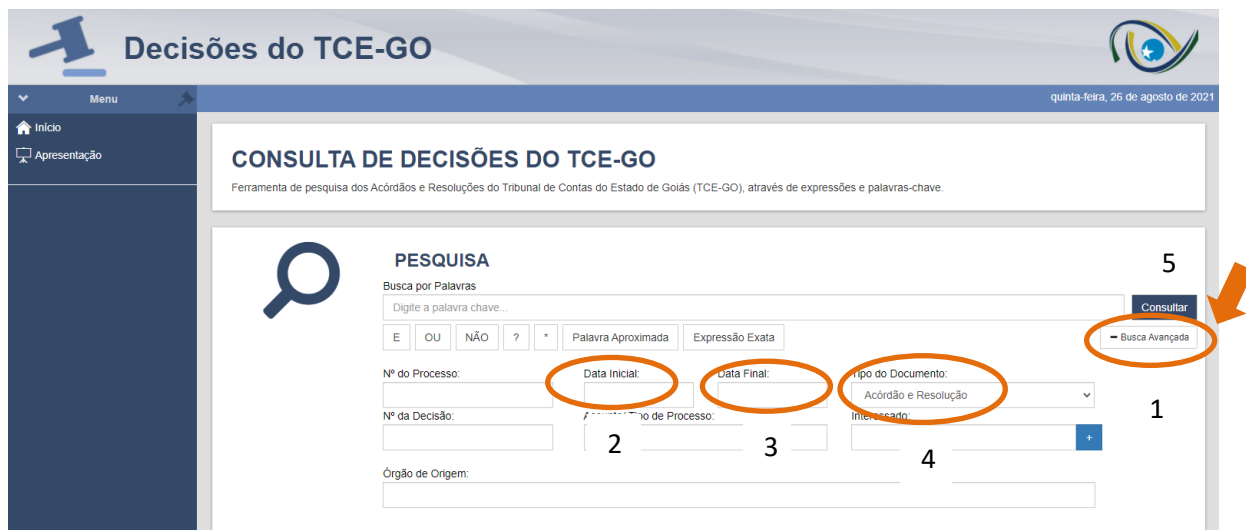 Decisões do TCE-GO
Menu
quinta-feira, 26 de agosto de 2021
Início
Apresentação
CONSULTA DE DECISÕES DO TCE-GO
Ferramenta de pesquisa dos Acórdãos e Resoluções do Tribunal de Contas do Estado de Goiás (TCE-GO), através de expressões e palavras-chave.
PESQUISA
5
Busca por Palavras
Digite a palavra chave...
Consultar
E OU NÃO ? * Palavra Aproximada Expressão Exata
- Busca Avançada
Nº do Processo: Data Inicial: Data Final: Tipo do Documento:
Acórdão e Resolução
1
Nº da Decisão: Tipo de Processo: Interessado:
2 3 4
+
Órgão de Origem: